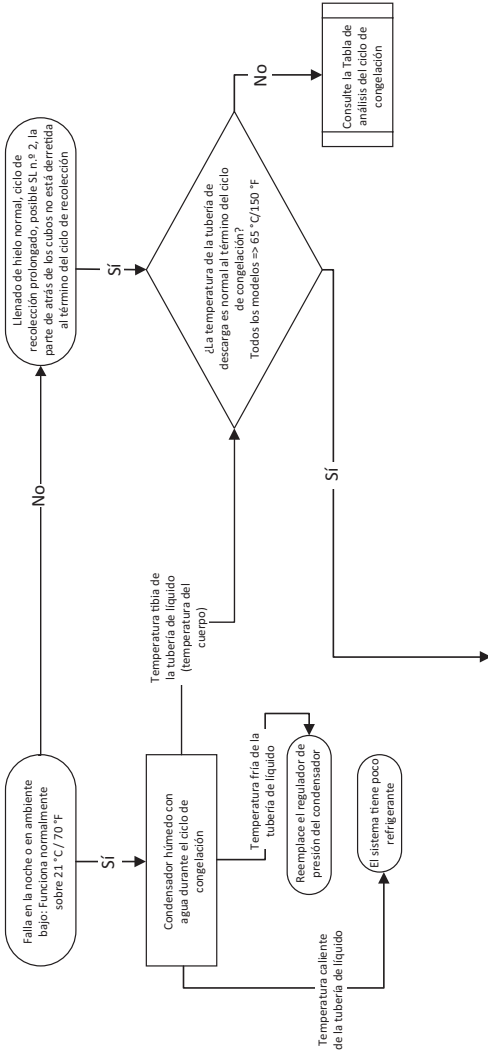 Falla en la noche o en ambiente
bajo: Funciona normalmente
sobre 21 °C / 70 °F
No
Llenado de hielo normal, ciclo de
recolección prolongado, posible SL n.º 2, la
parte de atrás de los cubos no está derretida
al término del ciclo de recolección
Sí
Sí
Condensador húmedo con
agua durante el ciclo de
congelación
Temperatura tibia de
la tubería de líquido
(temperatura del
cuerpo)
¿La temperatura de la tubería de
descarga es normal al término del ciclo
de congelación?
Todos los modelos => 65 °C/150 °F
No
Consulte la Tabla de
análisis del ciclo de
congelación
Temperatura fría de la
tubería de líquido
Reemplace el regulador de
presión del condensador
Sí
Temperatura caliente
de la tubería de líquido
El sistema tiene poco
refrigerante